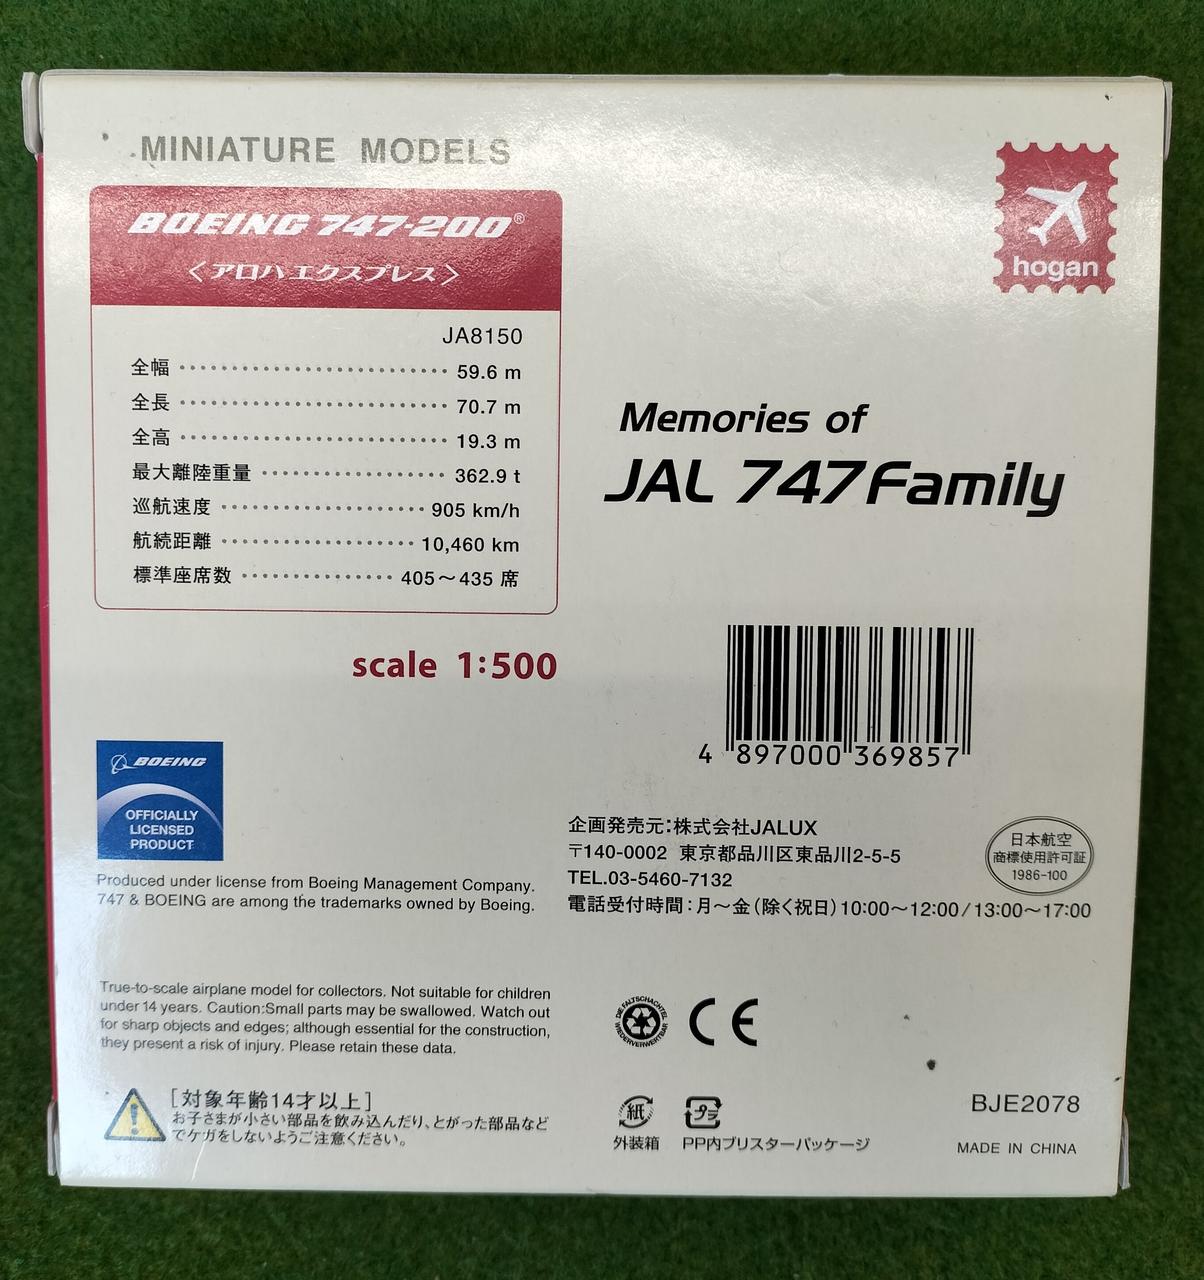 MINIATURE MODELS
hogan
BOEING 747-200®
〈アロハエクスプレス〉
JA8150
全幅 59.6 m
全長 70.7 m
全高 19.3 m
最大離陸重量 362.9 t
巡航速度 905 km/h
航続距離 10,460 km
標準座席数 405〜435 席
Memories of
JAL 747Family
scale 1:500
4 897000 369857
BOEING
OFFICIALLY
LICENSED
PRODUCT
Produced under license from Boeing Management Company.
747 & BOEING are among the trademarks owned by Boeing.
企画発売元:株式会社JALUX
〒140-0002 東京都品川区東品川2-5-5
TEL.03-5460-7132
電話受付時間:月〜金(除く祝日)10:00〜12:00/13:00〜17:00
日本航空
商標使用許可証
1986-100
True-to-scale airplane model for collectors. Not suitable for children
under 14 years. Caution:Small parts may be swallowed. Watch out
for sharp objects and edges; although essential for the construction,
they present a risk of injury. Please retain these data.
DIE FALTSCHACHTEL
WIEDERVERWERTBAR
CE
[対象年齢14才以上]
お子さまが小さい部品を飲み込んだり、とがった部品など
でケガをしないようご注意ください。
紙
外装箱
プラ
PP内ブリスターパッケージ
BJE2078
MADE IN CHINA